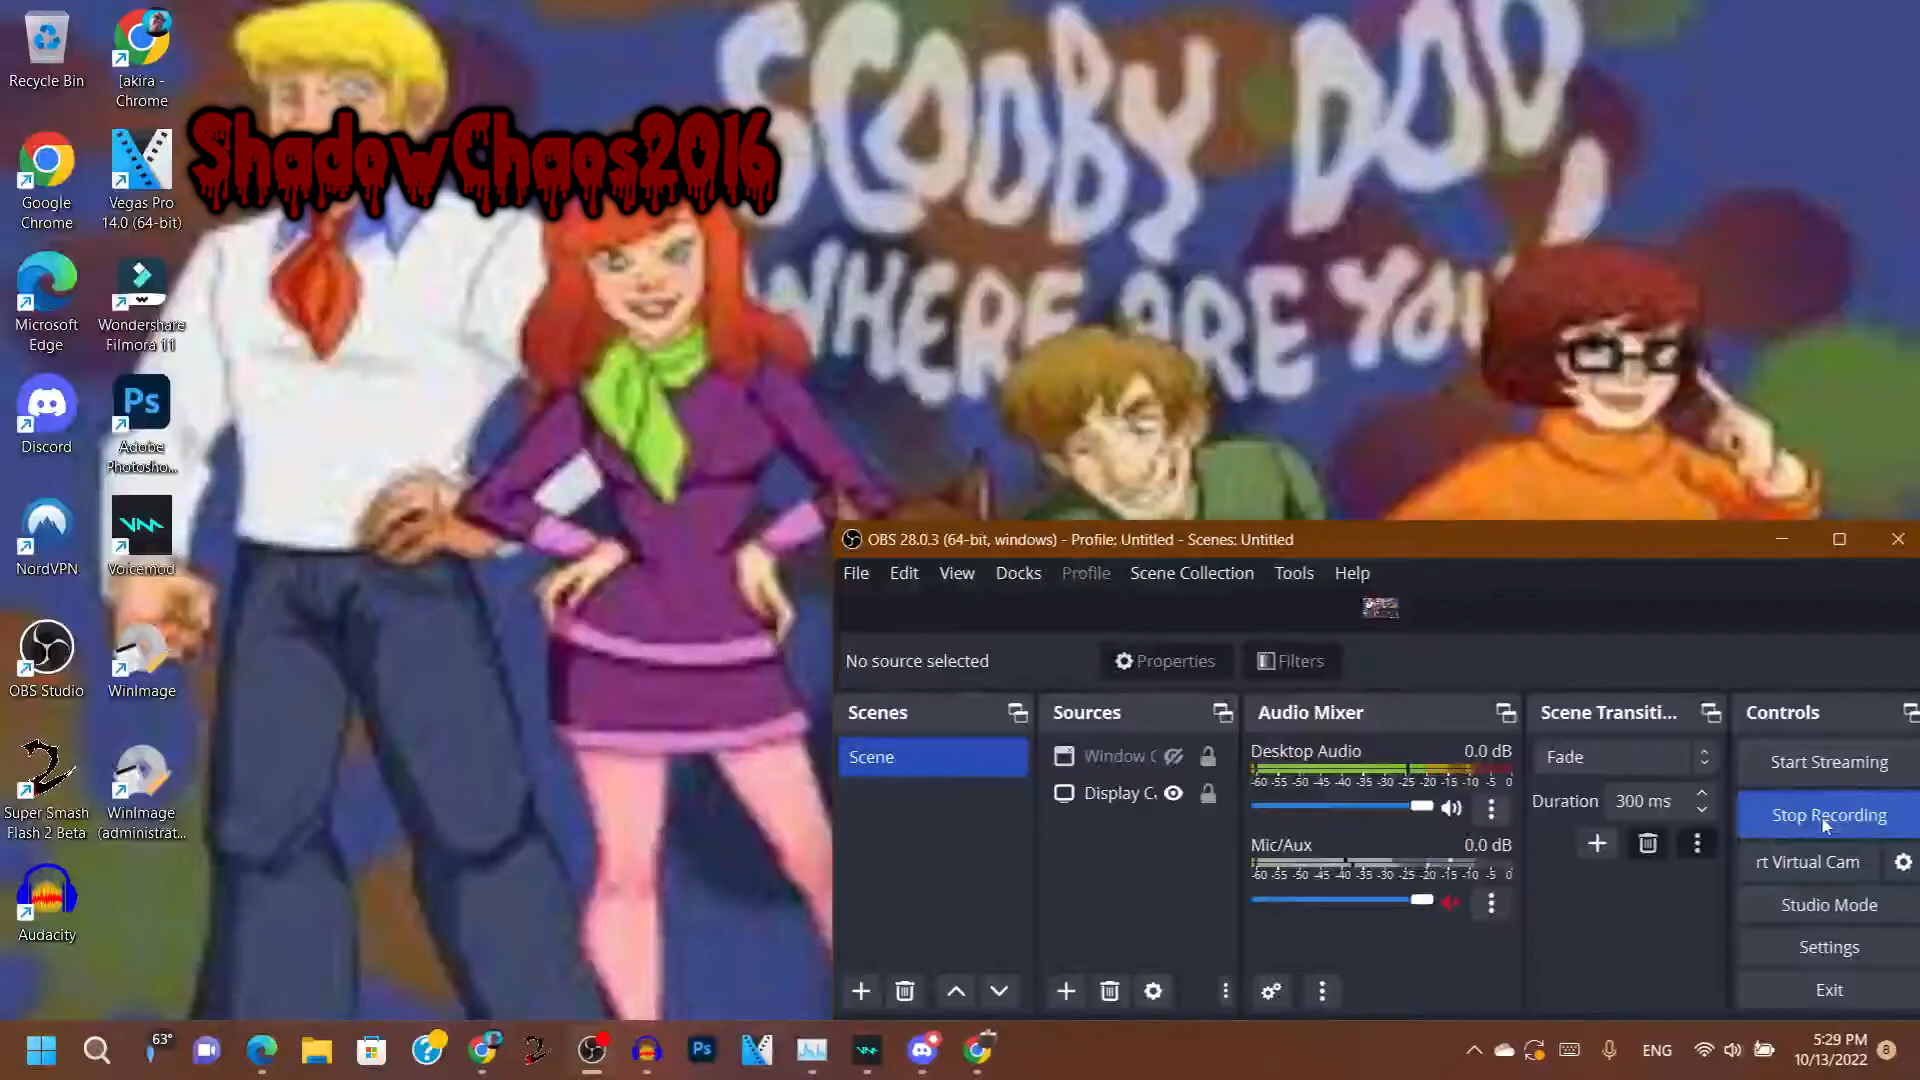 Recycle Bin
[akira -
Chrome
Google
Chrome
Vegas Pro
14.0 (64-bit)
Microsoft
Edge
Wondershare
Filmora 11
Discord
Ps
Adobe
Photosho...
NordVPN
Voicemod
OBS Studio
WinImage
Super Smash
Flash 2 Beta
WinImage
(administrat...
Audacity
ShadowChaos2016
SCOOBY DOO,
WHERE ARE YOU
OBS 28.0.3 (64-bit, windows) - Profile: Untitled - Scenes: Untitled
File Edit View Docks Profile Scene Collection Tools Help
No source selected
Properties
Filters
Scenes
Scene
Sources
Window C
Display C
Audio Mixer
Desktop Audio 0.0 dB
-60 -55 -50 -45 -40 -35 -30 -25 -20 -15 -10 -5 0
Mic/Aux 0.0 dB
-60 -55 -50 -45 -40 -35 -30 -25 -20 -15 -10 -5 0
Scene Transiti...
Fade
Duration 300 ms
Controls
Start Streaming
Stop Recording
rt Virtual Cam
Studio Mode
Settings
Exit
63°
Ps
ENG
5:29 PM
10/13/2022
8